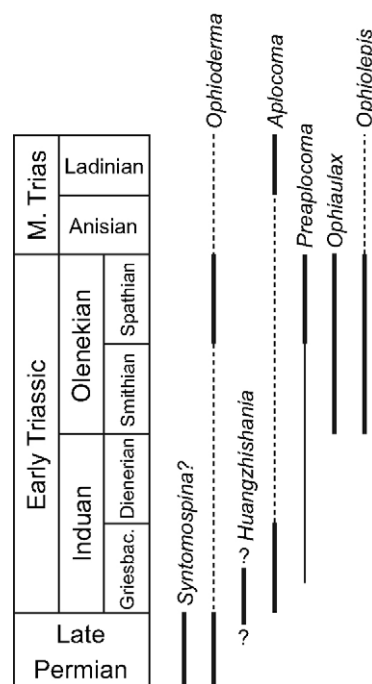 Ophioderma
Aplocoma
Ophiolepis
Preaplocoma
Ophiaulax
Huangzhishania
Syntomospina?
M. Trias
Ladinian
Anisian
Early Triassic
Olenekian
Spathian
Smithian
Induan
Dienerian
Griesbac.
?
?
Late
Permian